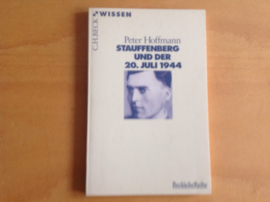 C.H.BECK WISSEN
Peter Hoffmann
STAUFFENBERG
UND DER
20. JULI 1944